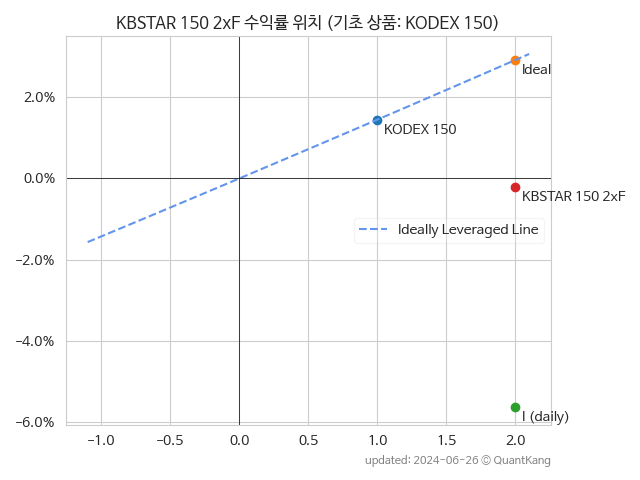 KBSTAR 150 2xF 수익률 위치 (기초 상품: KODEX 150)
Ideal
2.0%
KODEX 150
0.0%
KBSTAR 150 2xF
Ideally Leveraged Line
−2.0%
−4.0%
I (daily)
−6.0%
−1.0 −0.5 0.0 0.5 1.0 1.5 2.0
updated: 2024-06-26 © QuantKang